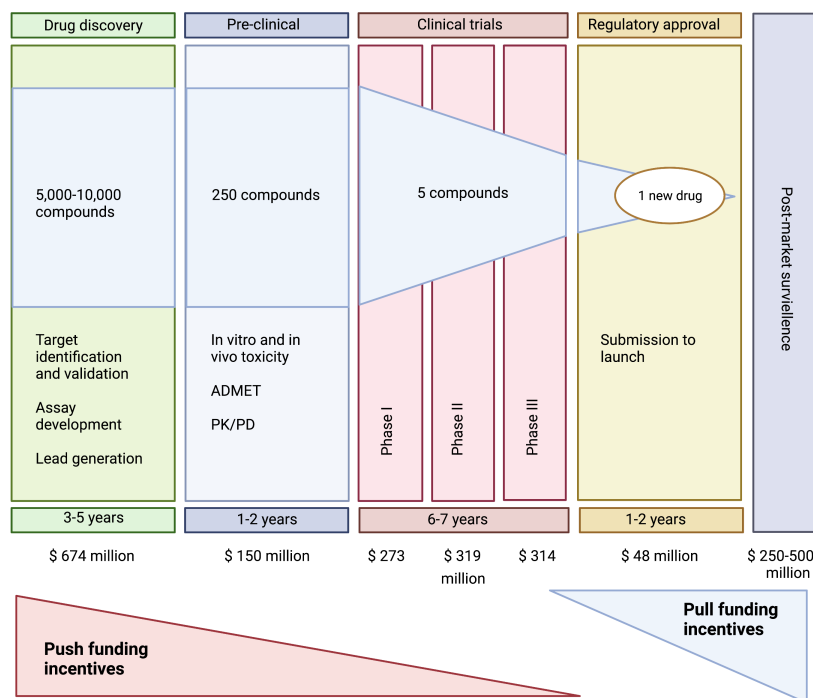 Drug discovery
Pre-clinical
Clinical trials
Regulatory approval
5,000-10,000
compounds
250 compounds
5 compounds
1 new drug
Post-market surviellence
Target
identification
and validation
Assay
development
Lead generation
In vitro and in
vivo toxicity
ADMET
PK/PD
Phase I
Phase II
Phase III
Submission to
launch
3-5 years
1-2 years
6-7 years
1-2 years
$ 674 million
$ 150 million
$ 273
$ 319
million
$ 314
$ 48 million
$ 250-500
million
Push funding
incentives
Pull funding
incentives